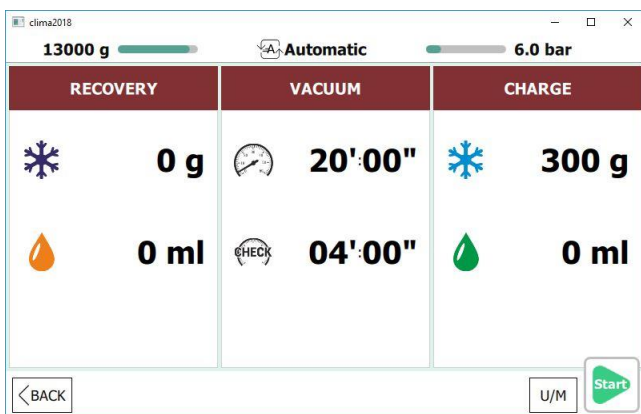 clima2018
13000 g A Automatic 6.0 bar
RECOVERY VACUUM CHARGE
0 g 20':00" 300 g
0 ml CHECK 04':00" 0 ml
BACK U/M Start